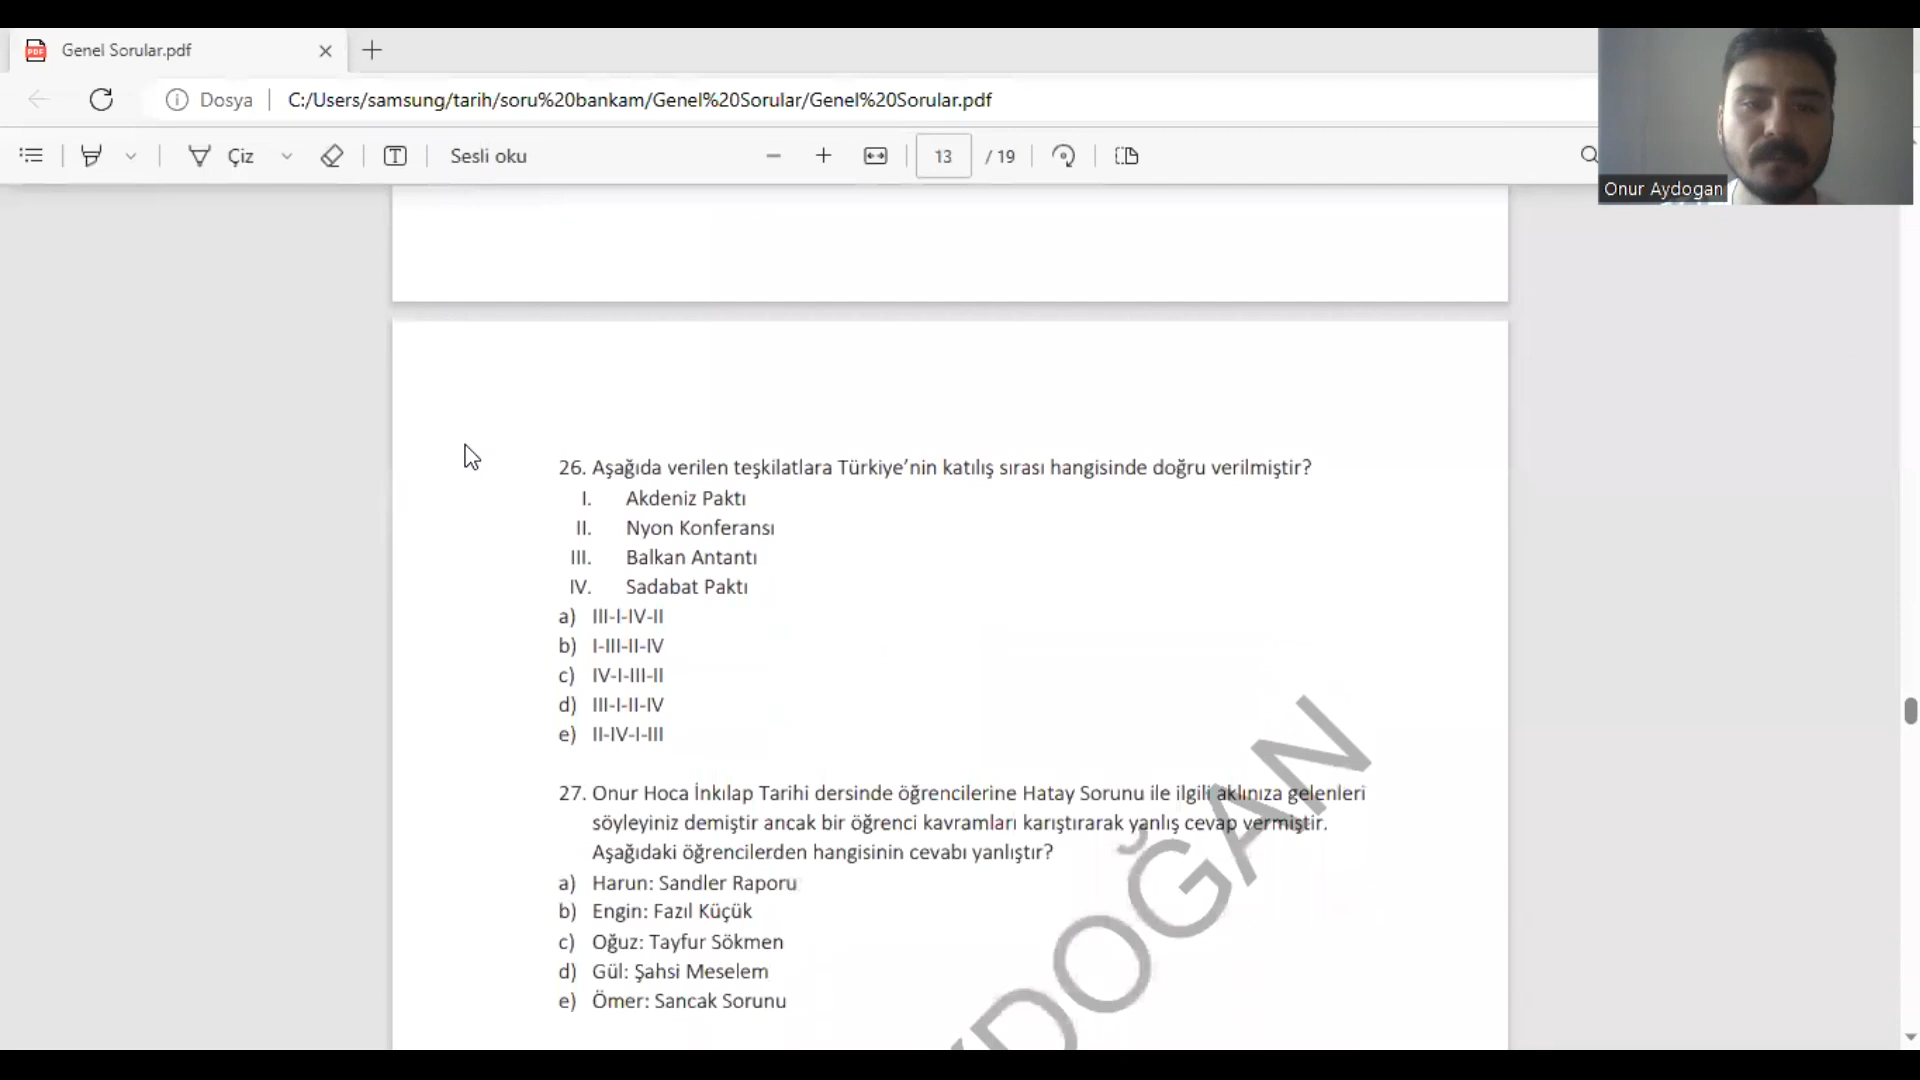 Genel Sorular.pdf
Dosya
C:/Users/samsung/tarih/soru%20bankam/Genel%20Sorular/Genel%20Sorular.pdf
Çiz
Sesli oku
13 / 19
Onur Aydogan
26. Aşağıda verilen teşkilatlara Türkiye’nin katılış sırası hangisinde doğru verilmiştir?
I. Akdeniz Paktı
II. Nyon Konferansı
III. Balkan Antantı
IV. Sadabat Paktı
a) III-I-IV-II
b) I-III-II-IV
c) IV-I-III-II
d) III-I-II-IV
e) II-IV-I-III
27. Onur Hoca İnkılap Tarihi dersinde öğrencilerine Hatay Sorunu ile ilgili aklınıza gelenleri
söyleyiniz demiştir ancak bir öğrenci kavramları karıştırarak yanlış cevap vermiştir.
Aşağıdaki öğrencilerden hangisinin cevabı yanlıştır?
a) Harun: Sandler Raporu
b) Engin: Fazıl Küçük
c) Oğuz: Tayfur Sökmen
d) Gül: Şahsi Meselem
e) Ömer: Sancak Sorunu
YDOĞAN